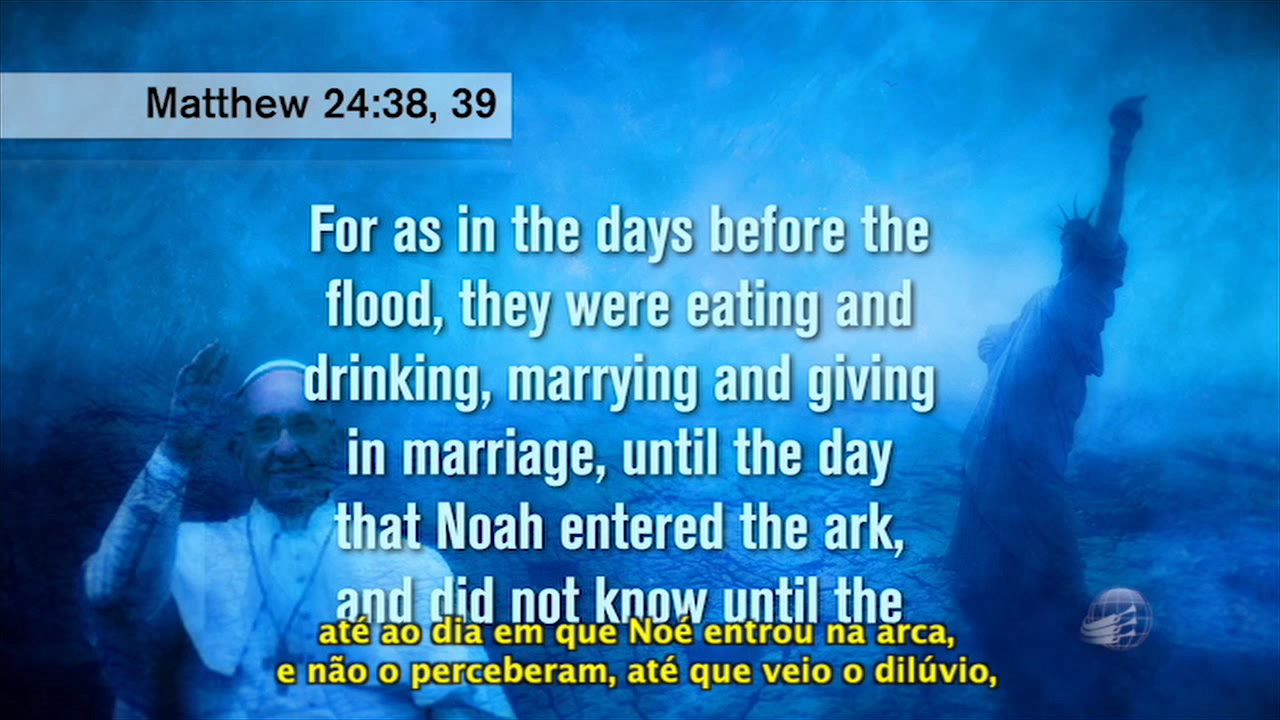 Matthew 24:38, 39
For as in the days before the
flood, they were eating and
drinking, marrying and giving
in marriage, until the day
that Noah entered the ark,
and did not know until the
até ao dia em que Noé entrou na arca,
e não o perceberam, até que veio o dilúvio,